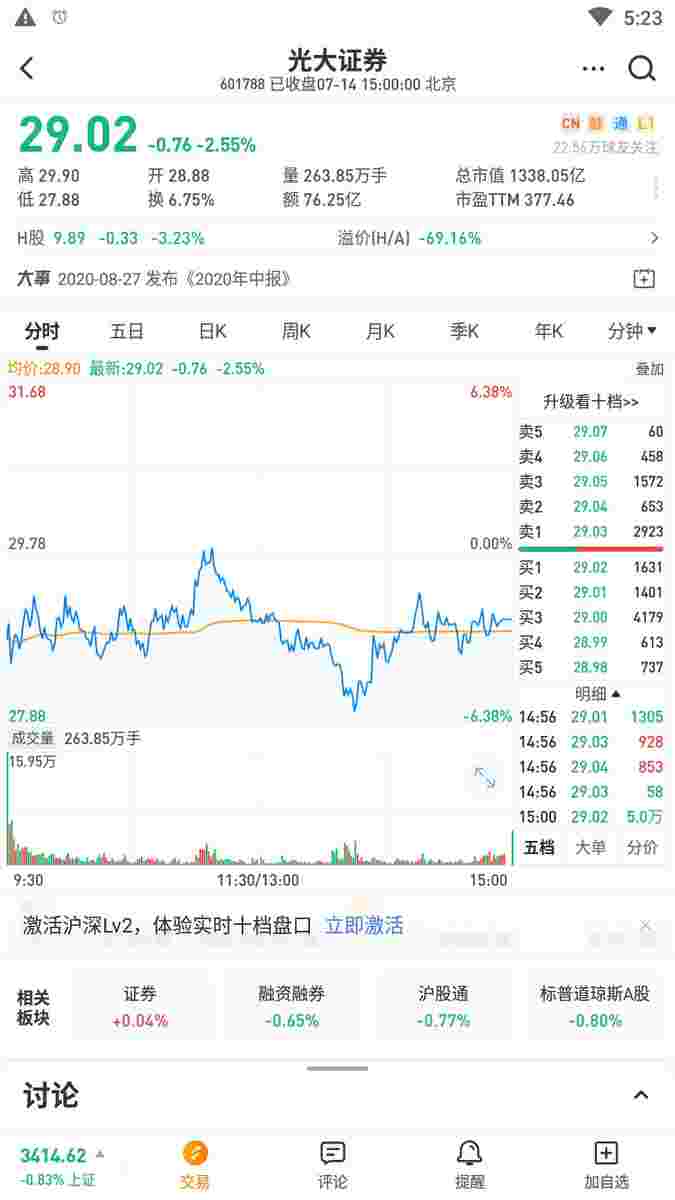 5:23
光大证券
601788 已收盘07-14 15:00:00 北京
29.02 -0.76 -2.55%
CN 融 通 L1
22.56万球友关注
高 29.90 开 28.88 量 263.85万手 总市值 1338.05亿
低 27.88 换 6.75% 额 76.25亿 市盈TTM 377.46
H股 9.89 -0.33 -3.23% 溢价(H/A) -69.16%
大事 2020-08-27 发布《2020年中报》
分时 五日 日K 周K 月K 季K 年K 分钟
均价:28.90 最新:29.02 -0.76 -2.55% 叠加
31.68 6.38%
29.78 0.00%
27.88 -6.38%
成交量 263.85万手
15.95万
9:30 11:30/13:00 15:00
升级看十档>>
卖5 29.07 60
卖4 29.06 458
卖3 29.05 1572
卖2 29.04 653
卖1 29.03 2923
买1 29.02 1631
买2 29.01 1401
买3 29.00 4179
买4 28.99 613
买5 28.98 737
明细
14:56 29.01 1305
14:56 29.03 928
14:56 29.04 853
14:56 29.03 58
15:00 29.02 5.0万
五档 大单 分价
激活沪深Lv2，体验实时十档盘口 立即激活
相关板块
证券
+0.04%
融资融券
-0.65%
沪股通
-0.77%
标普道琼斯A股
-0.80%
讨论
3414.62
-0.83% 上证
交易
评论
提醒
加自选